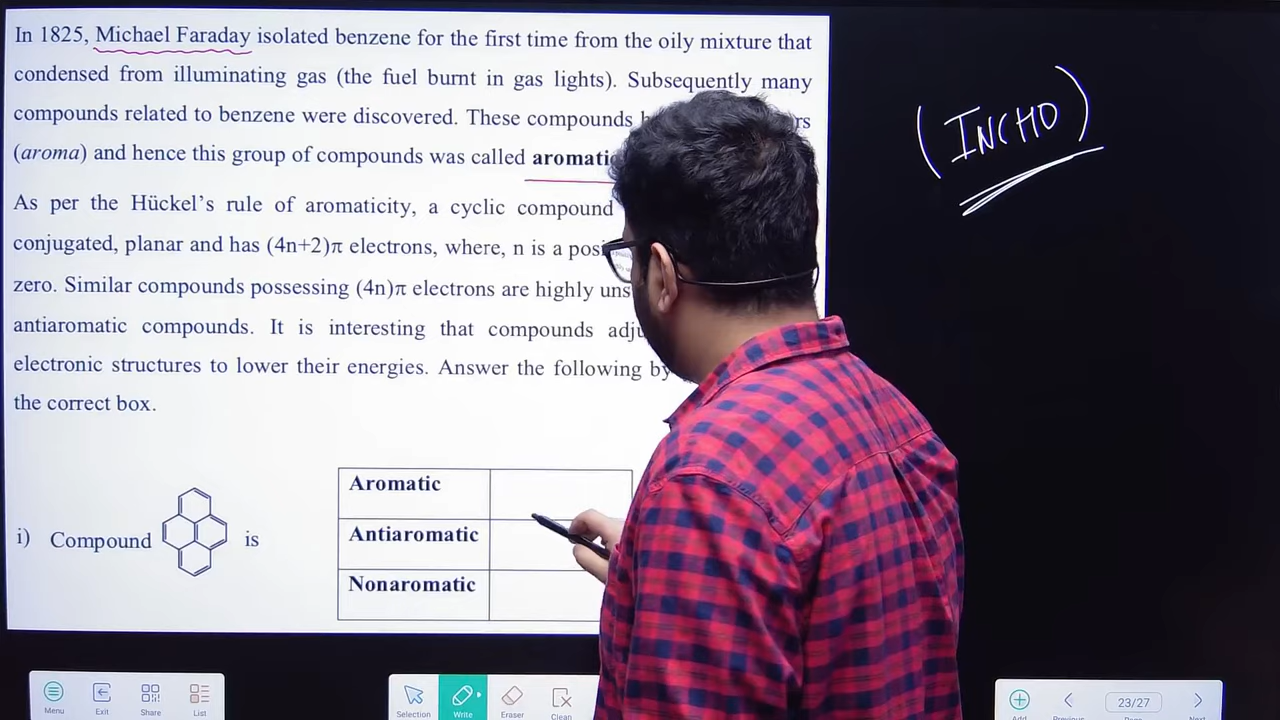 In 1825, Michael Faraday isolated benzene for the first time from the oily mixture that
condensed from illuminating gas (the fuel burnt in gas lights). Subsequently many
compounds related to benzene were discovered. These compounds
(aroma) and hence this group of compounds was called aromatic
As per the Hückel's rule of aromaticity, a cyclic compound
conjugated, planar and has (4n+2)π electrons, where, n is a
zero. Similar compounds possessing (4n)π electrons are highly
antiaromatic compounds. It is interesting that compounds
electronic structures to lower their energies. Answer the following by
the correct box.
(INCHO)
i) Compound is
Aromatic
Antiaromatic
Nonaromatic
Menu Exit Share List
Selection Write Eraser Clean
Add Previous 23/27 Next